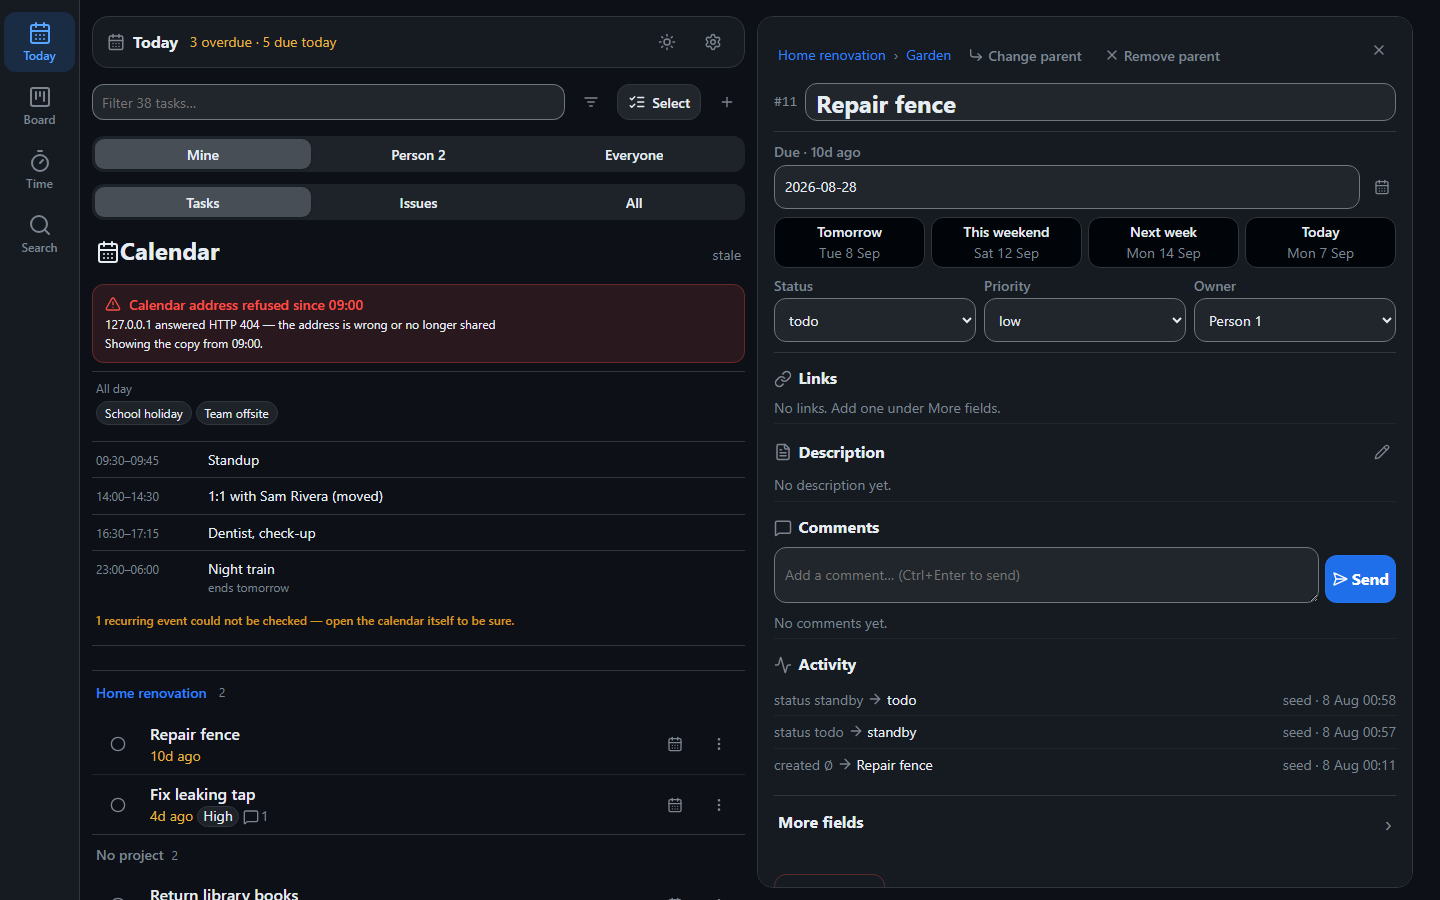 Today
Board
Time
Search
Today 3 overdue · 5 due today
Filter 38 tasks...
Select
Mine Person 2 Everyone
Tasks Issues All
Calendar
stale
Calendar address refused since 09:00
127.0.0.1 answered HTTP 404 — the address is wrong or no longer shared
Showing the copy from 09:00.
All day
School holiday Team offsite
09:30–09:45 Standup
14:00–14:30 1:1 with Sam Rivera (moved)
16:30–17:15 Dentist, check-up
23:00–06:00 Night train
ends tomorrow
1 recurring event could not be checked — open the calendar itself to be sure.
Home renovation 2
Repair fence
10d ago
Fix leaking tap
4d ago High 1
No project 2
Return library books
Home renovation › Garden Change parent Remove parent
#11 Repair fence
Due · 10d ago
2026-08-28
Tomorrow This weekend Next week Today
Tue 8 Sep Sat 12 Sep Mon 14 Sep Mon 7 Sep
Status Priority Owner
todo low Person 1
Links
No links. Add one under More fields.
Description
No description yet.
Comments
Add a comment... (Ctrl+Enter to send)
Send
No comments yet.
Activity
status standby → todo seed · 8 Aug 00:58
status todo → standby seed · 8 Aug 00:57
created ∅ → Repair fence seed · 8 Aug 00:11
More fields